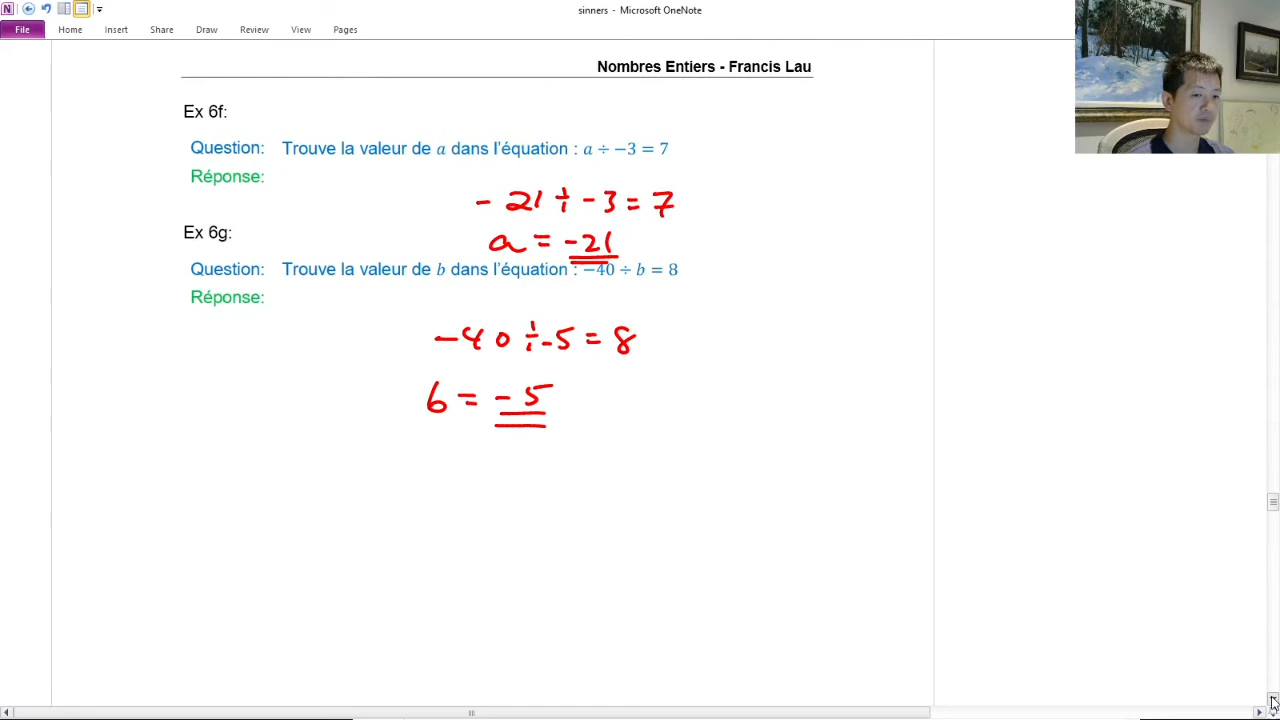 sinners - Microsoft OneNote
File Home Insert Share Draw Review View Pages
Nombres Entiers - Francis Lau
Ex 6f:
Question: Trouve la valeur de a dans l'équation : a ÷ −3 = 7
Réponse:
- 21 ÷ - 3 = 7
Ex 6g:
a = -21
Question: Trouve la valeur de b dans l'équation : −40 ÷ b = 8
Réponse:
-40 ÷ -5 = 8
b = - 5